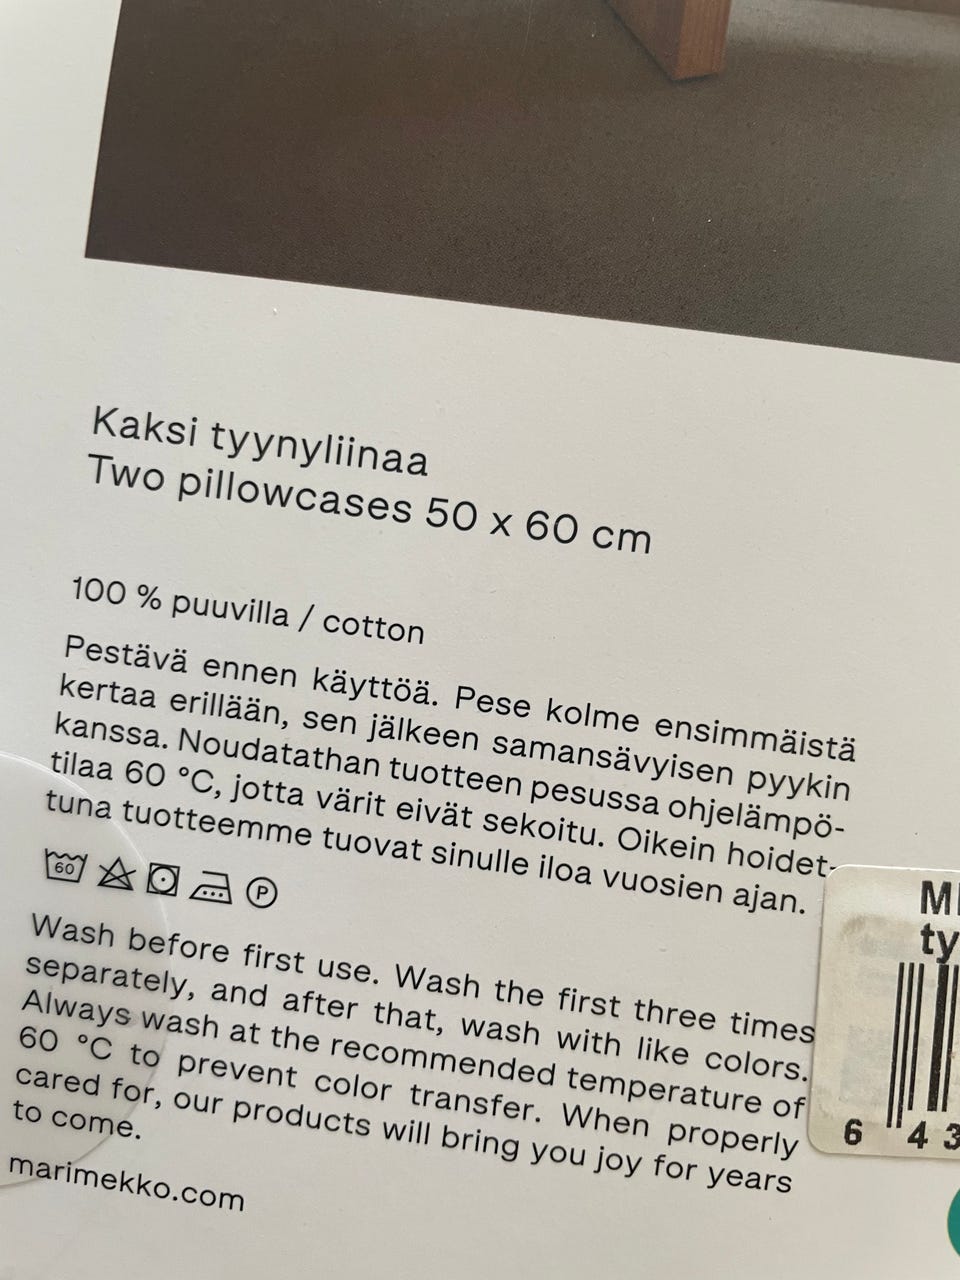 Kaksi tyynyliinaa
Two pillowcases 50 x 60 cm
100 % puuvilla / cotton
Pestävä ennen käyttöä. Pese kolme ensimmäistä
kertaa erillään, sen jälkeen samansävyisen pyykin
kanssa. Noudatathan tuotteen pesussa ohjelämpö-
tilaa 60 °C, jotta värit eivät sekoitu. Oikein hoidet-
tuna tuotteemme tuovat sinulle iloa vuosien ajan.
60 P
Wash before first use. Wash the first three times
separately, and after that, wash with like colors.
Always wash at the recommended temperature of
60 °C to prevent color transfer. When properly
cared for, our products will bring you joy for years
to come.
marimekko.com
ty
6 43